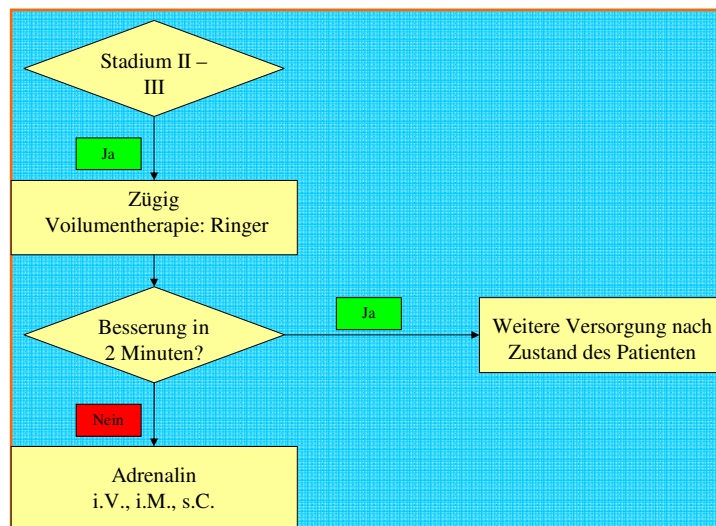 Stadium II –
III
Ja
Zügig
Voilumentherapie: Ringer
Besserung in
2 Minuten?
Ja
Weitere Versorgung nach
Zustand des Patienten
Nein
Adrenalin
i.V., i.M., s.C.